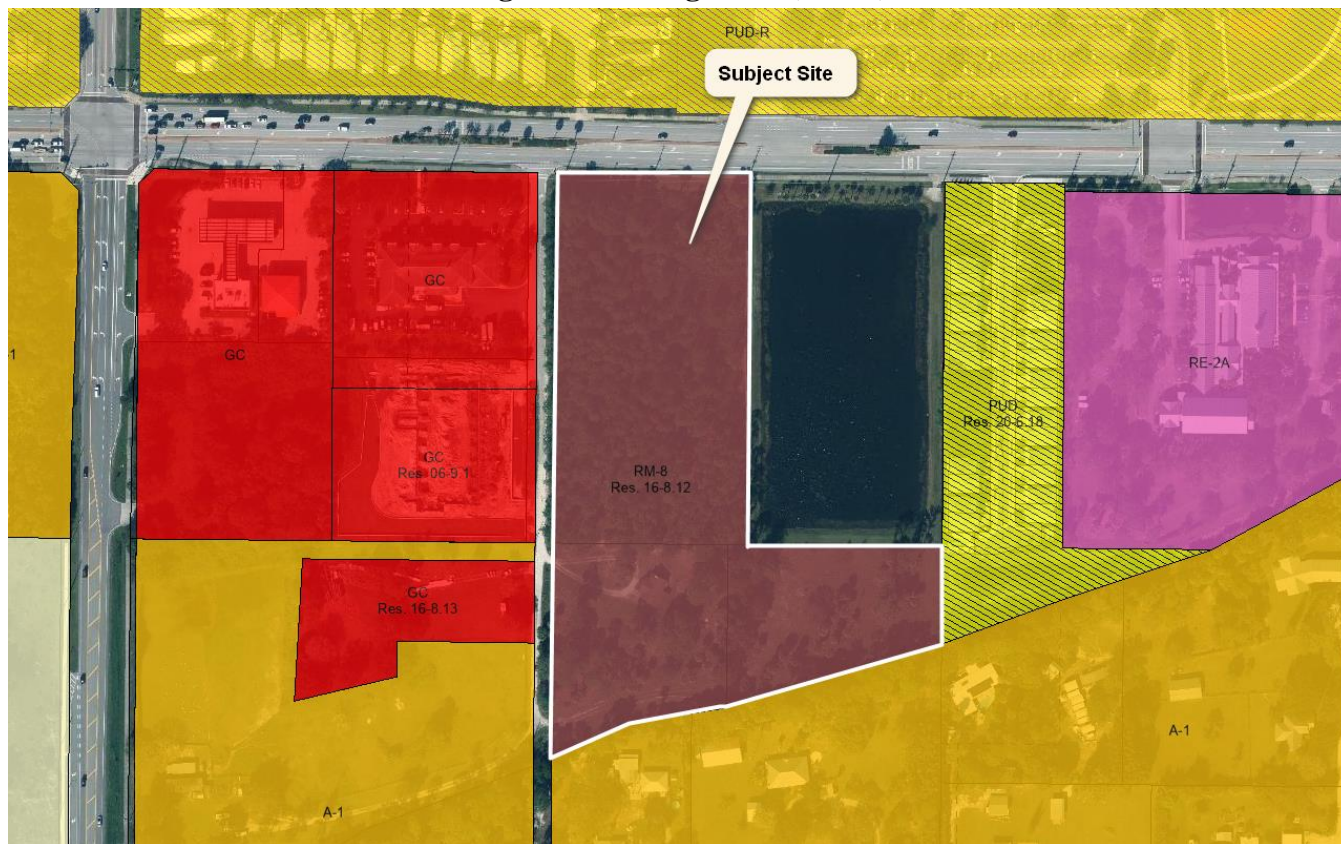 PUD-R
Subject Site
GC
GC
GC
Res. 06-9.1
RM-8
Res. 16-8.12
PUD
Res. 20-6.18
RE-2A
GC
Res. 16-8.13
A-1
A-1